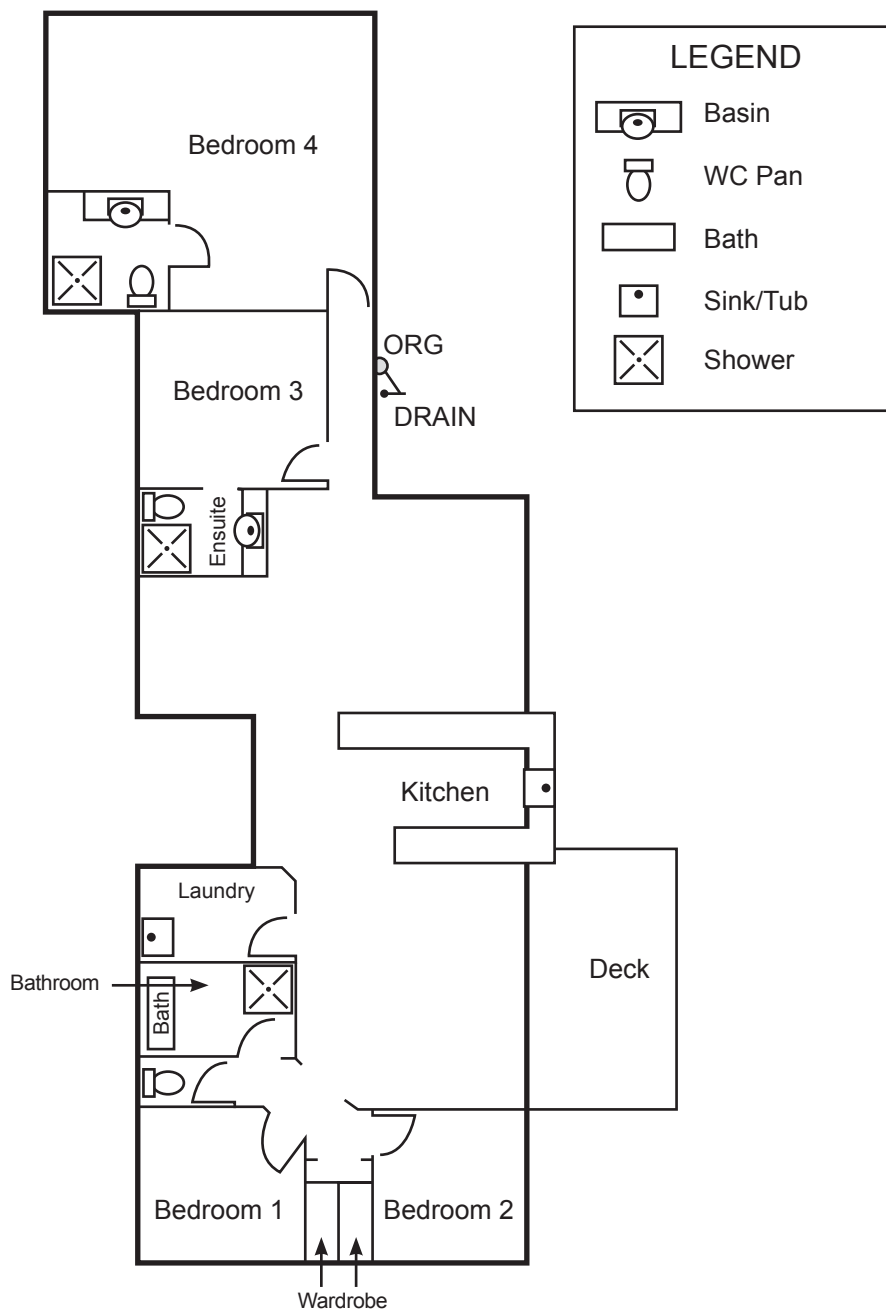 LEGEND
Basin
WC Pan
Bath
Sink/Tub
Shower
Bedroom 4
ORG
DRAIN
Bedroom 3
Ensuite
Kitchen
Laundry
Bathroom
Bath
Deck
Bedroom 1
Bedroom 2
Wardrobe